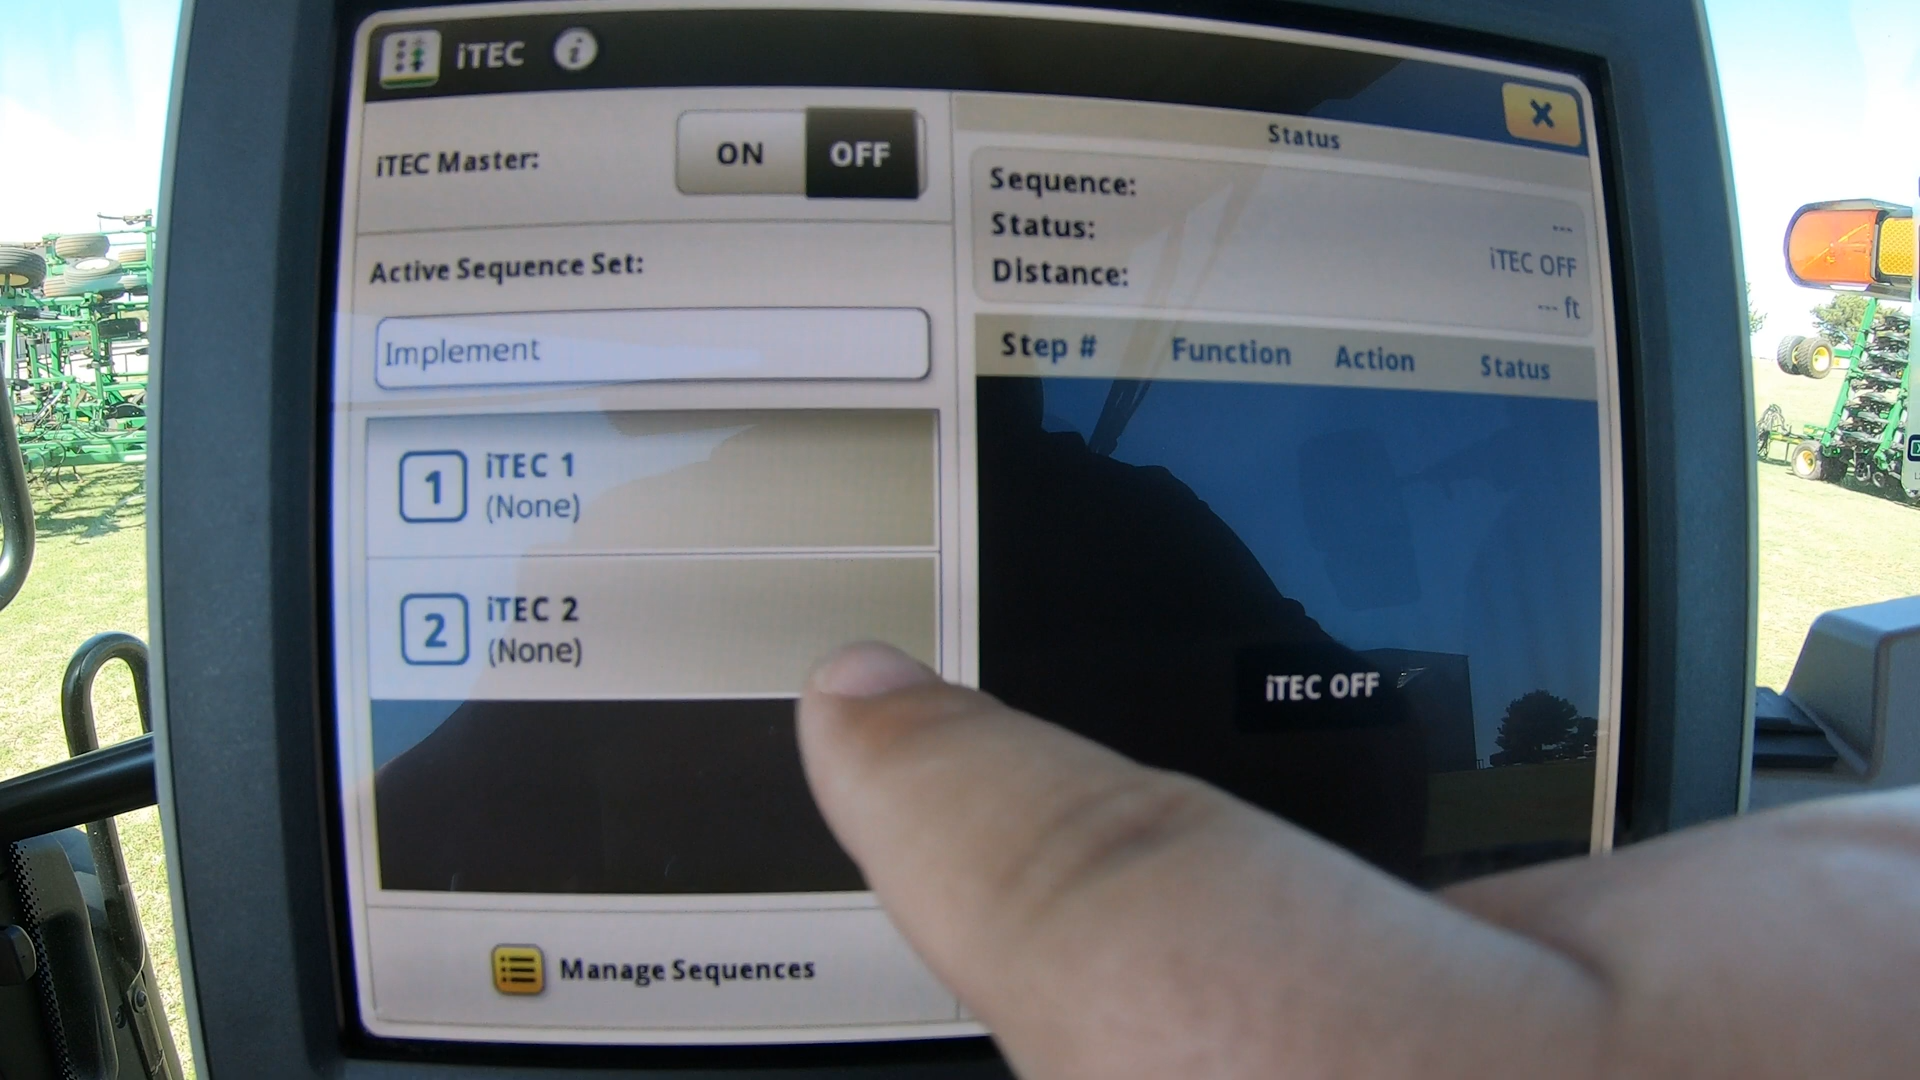 iTEC
iTEC Master:
ON
OFF
Active Sequence Set:
Implement
1
iTEC 1
(None)
2
iTEC 2
(None)
Manage Sequences
Status
Sequence:
---
Status:
iTEC OFF
Distance:
--- ft
Step # Function Action Status
iTEC OFF